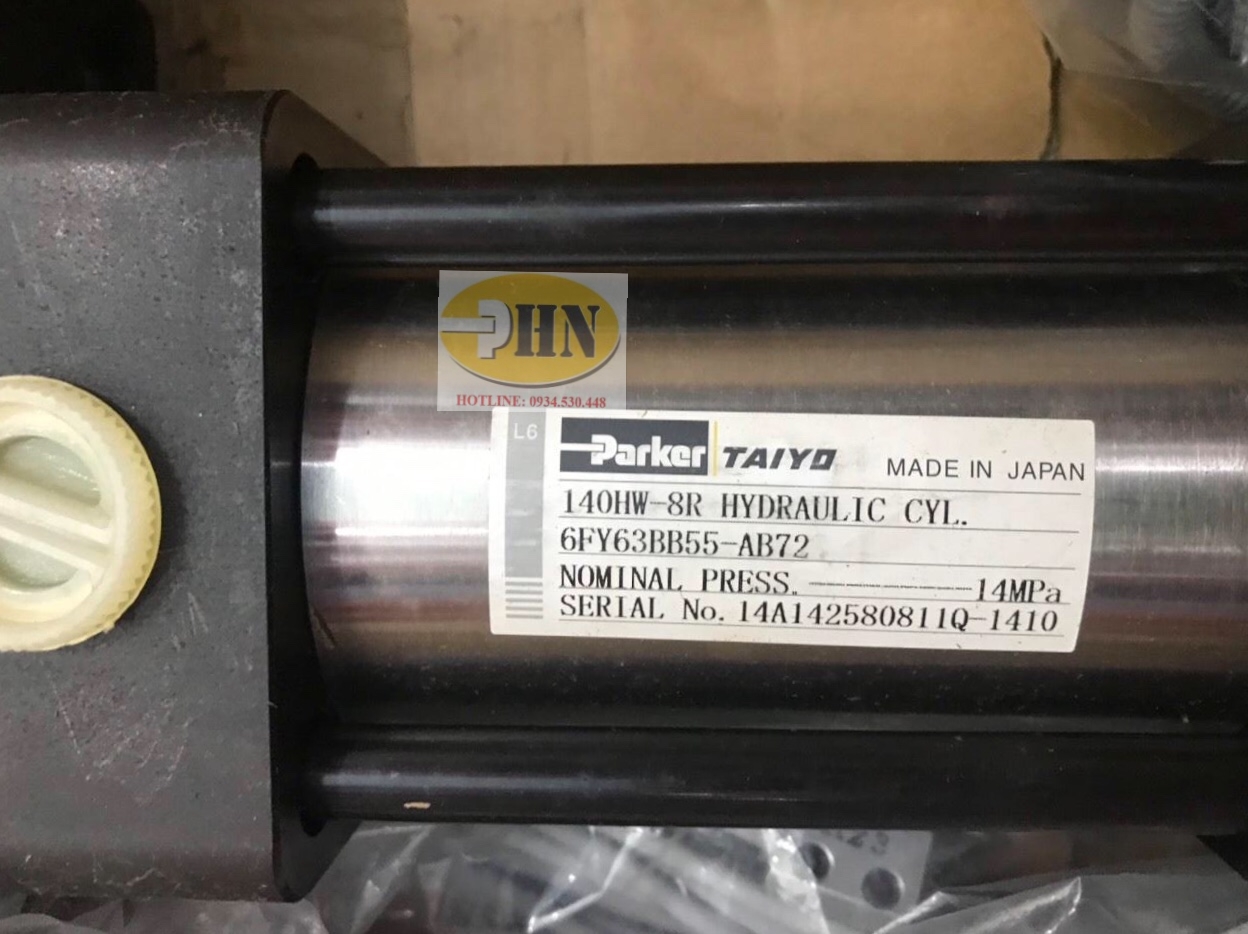 PHN
HOTLINE: 0934.530.448
L6
Parker TAIYO MADE IN JAPAN
140HW-8R HYDRAULIC CYL.
6FY63BB55-AB72
NOMINAL PRESS. 14MPa
SERIAL No. 14A142580811Q-1410